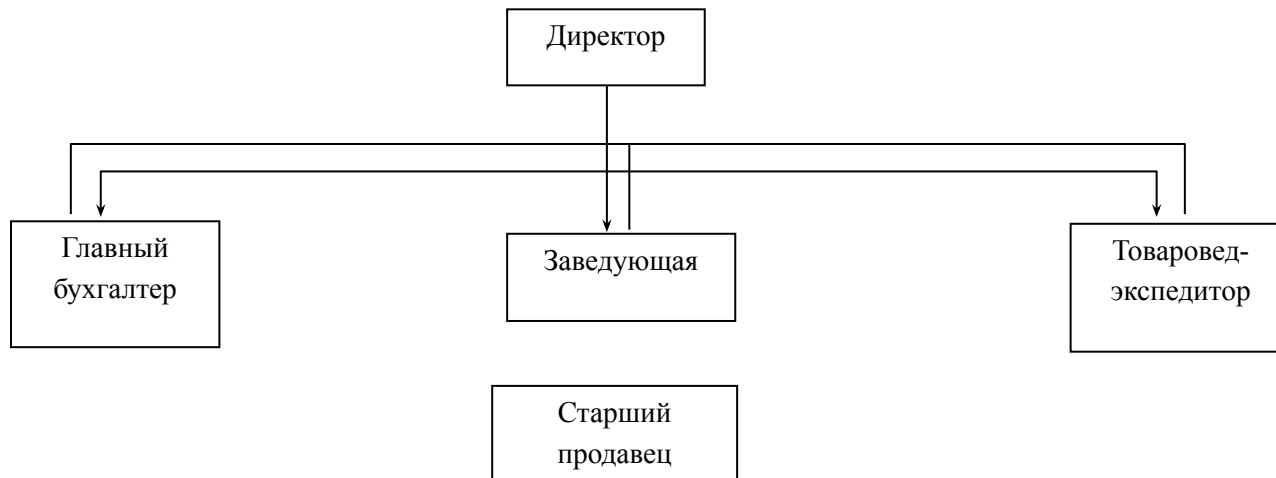 Директор
Главный
бухгалтер
Заведующая
Товаровед-
экспедитор
Старший
продавец